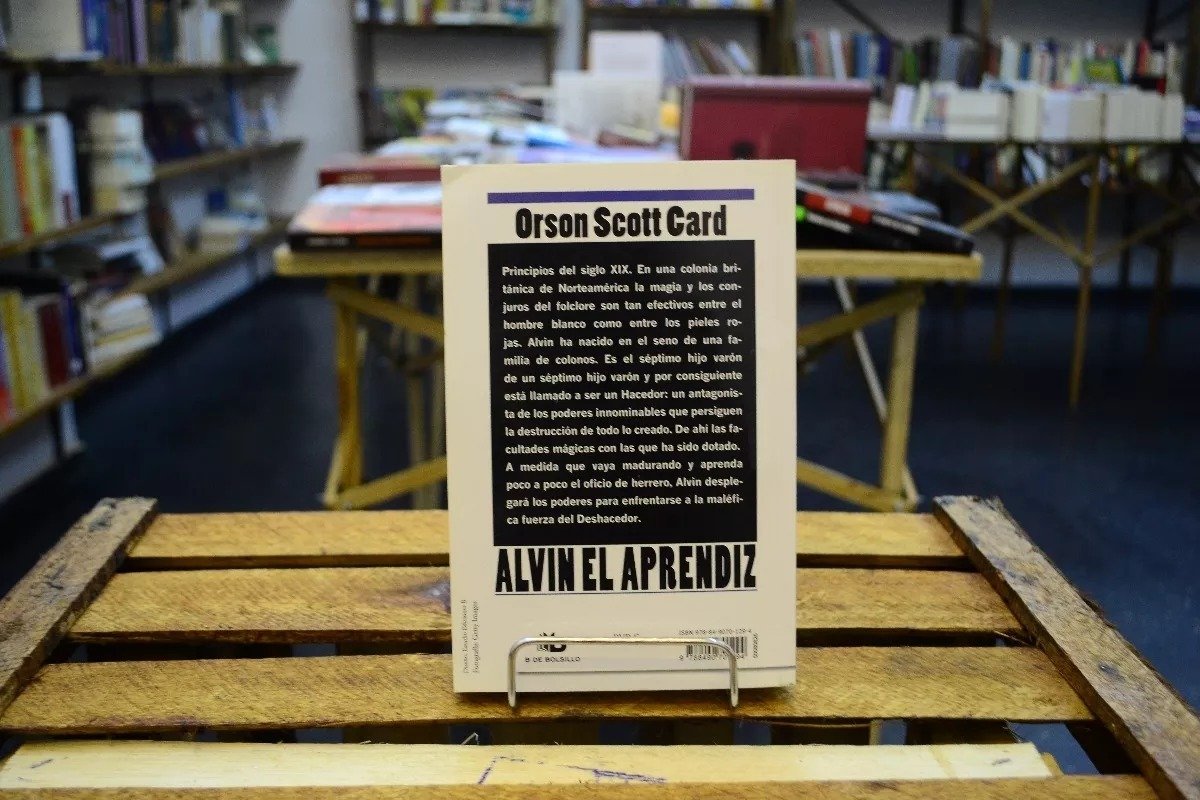 Orson Scott Card
Principios del siglo XIX. En una colonia bri-
tánica de Norteamérica la magia y los con-
juros del folclore son tan efectivos entre el
hombre blanco como entre los pieles ro-
jas. Alvin ha nacido en el seno de una fa-
milia de colonos. Es el séptimo hijo varón
de un séptimo hijo varón y por consiguiente
está llamado a ser un Hacedor: un antagonis-
ta de los poderes innominables que persiguen
la destrucción de todo lo creado. De ahí las fa-
cultades mágicas con las que ha sido dotado.
A medida que vaya madurando y aprenda
poco a poco el oficio de herrero, Alvin desple-
gará los poderes para enfrentarse a la maléfi-
ca fuerza del Deshacedor.
ALVIN EL APRENDIZ
B DE BOLSILLO